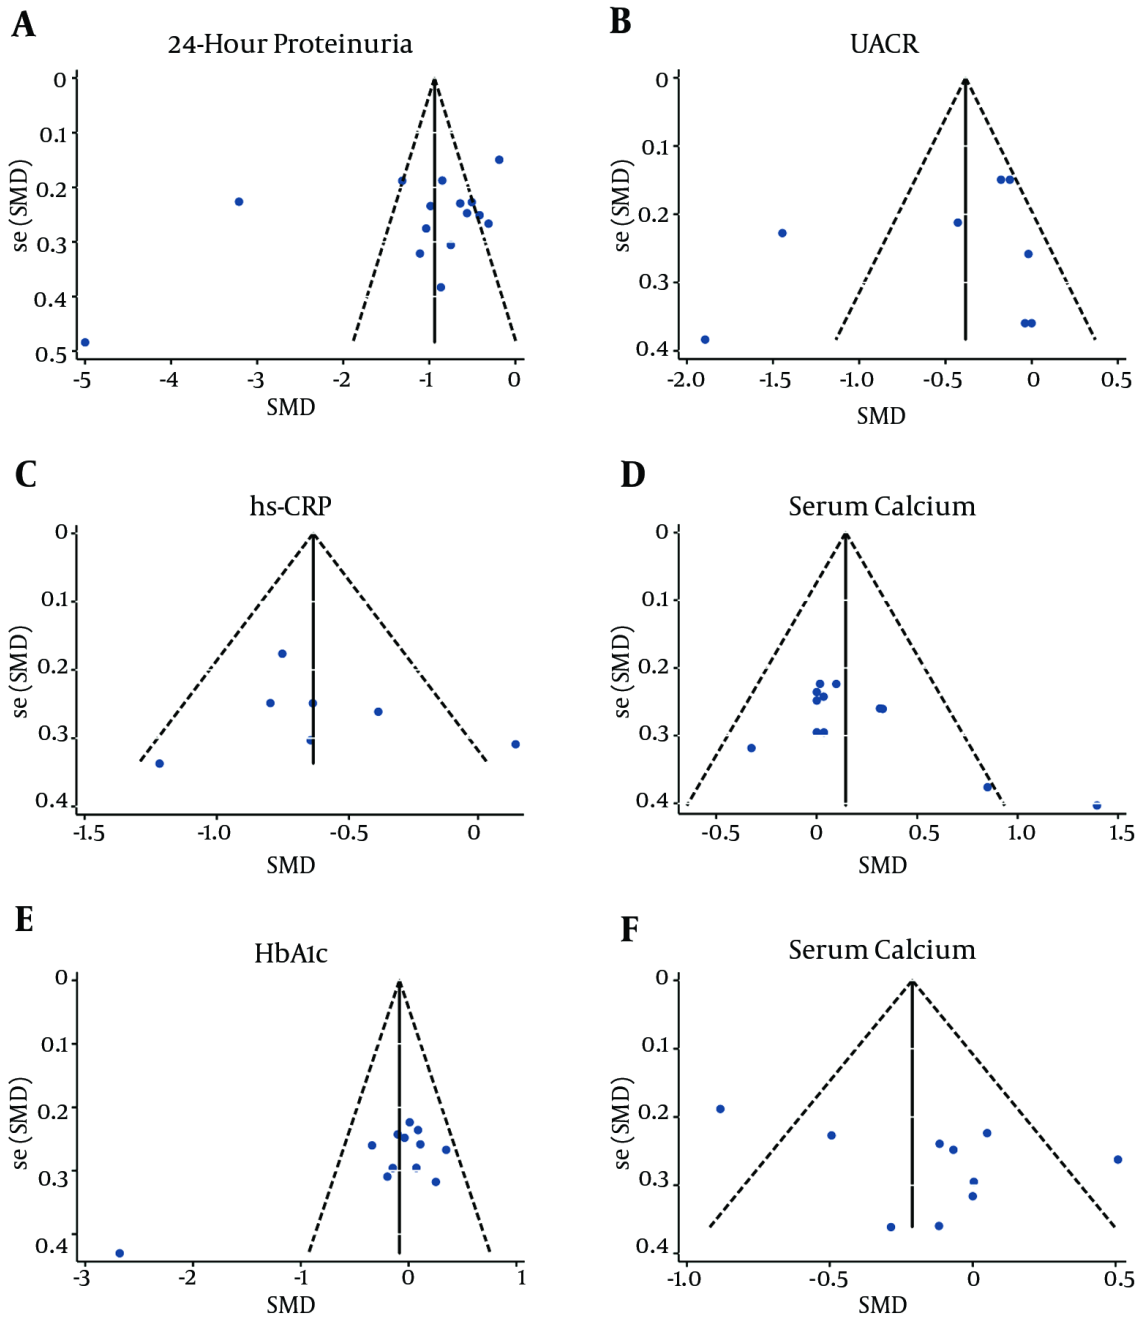 A
24-Hour Proteinuria
0
0.1
0.2
0.3
0.4
0.5
se (SMD)
-5 -4 -3 -2 -1 0
SMD
B
UACR
0
0.1
0.2
0.3
0.4
se (SMD)
-2.0 -1.5 -1.0 -0.5 0 0.5
SMD
C
hs-CRP
0
0.1
0.2
0.3
0.4
se (SMD)
-1.5 -1.0 -0.5 0
SMD
D
Serum Calcium
0
0.1
0.2
0.3
0.4
se (SMD)
-0.5 0 0.5 1.0 1.5
SMD
E
HbA1c
0
0.1
0.2
0.3
0.4
se (SMD)
-3 -2 -1 0 1
SMD
F
Serum Calcium
0
0.1
0.2
0.3
0.4
se (SMD)
-1.0 -0.5 0 0.5
SMD